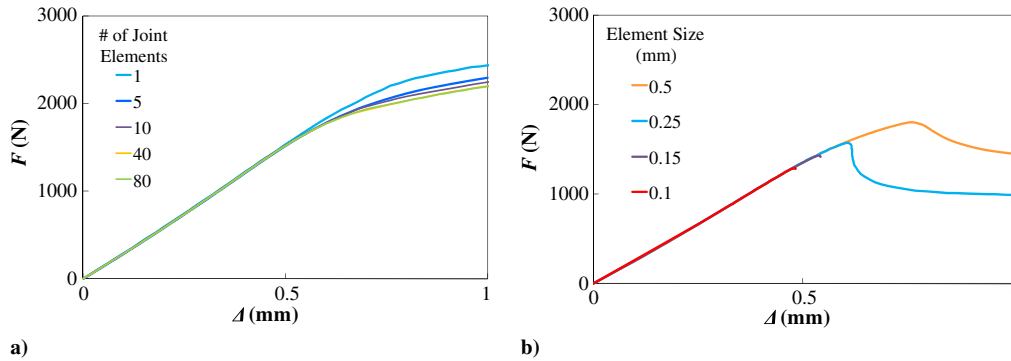 # of Joint
Elements
1
5
10
40
80
3000
2000
1000
0
F (N)
0
0.5
1
Δ (mm)
a)
Element Size
(mm)
0.5
0.25
0.15
0.1
3000
2000
1000
0
F (N)
0
0.5
Δ (mm)
b)